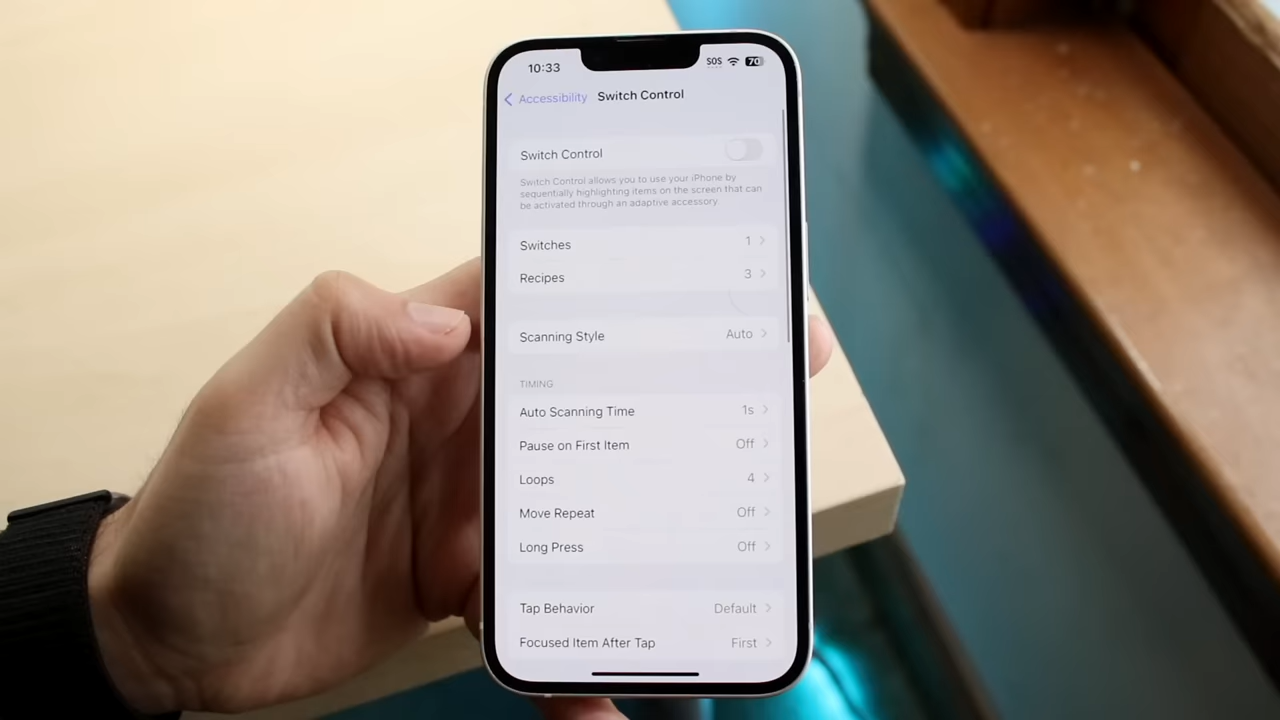 10:33
SOS
70
Accessibility
Switch Control
Switch Control
Switch Control allows you to use your iPhone by
sequentially highlighting items on the screen that can
be activated through an adaptive accessory
Switches 1
Recipes 3
Scanning Style Auto
TIMING
Auto Scanning Time 1s
Pause on First Item Off
Loops 4
Move Repeat Off
Long Press Off
Tap Behavior Default
Focused Item After Tap First